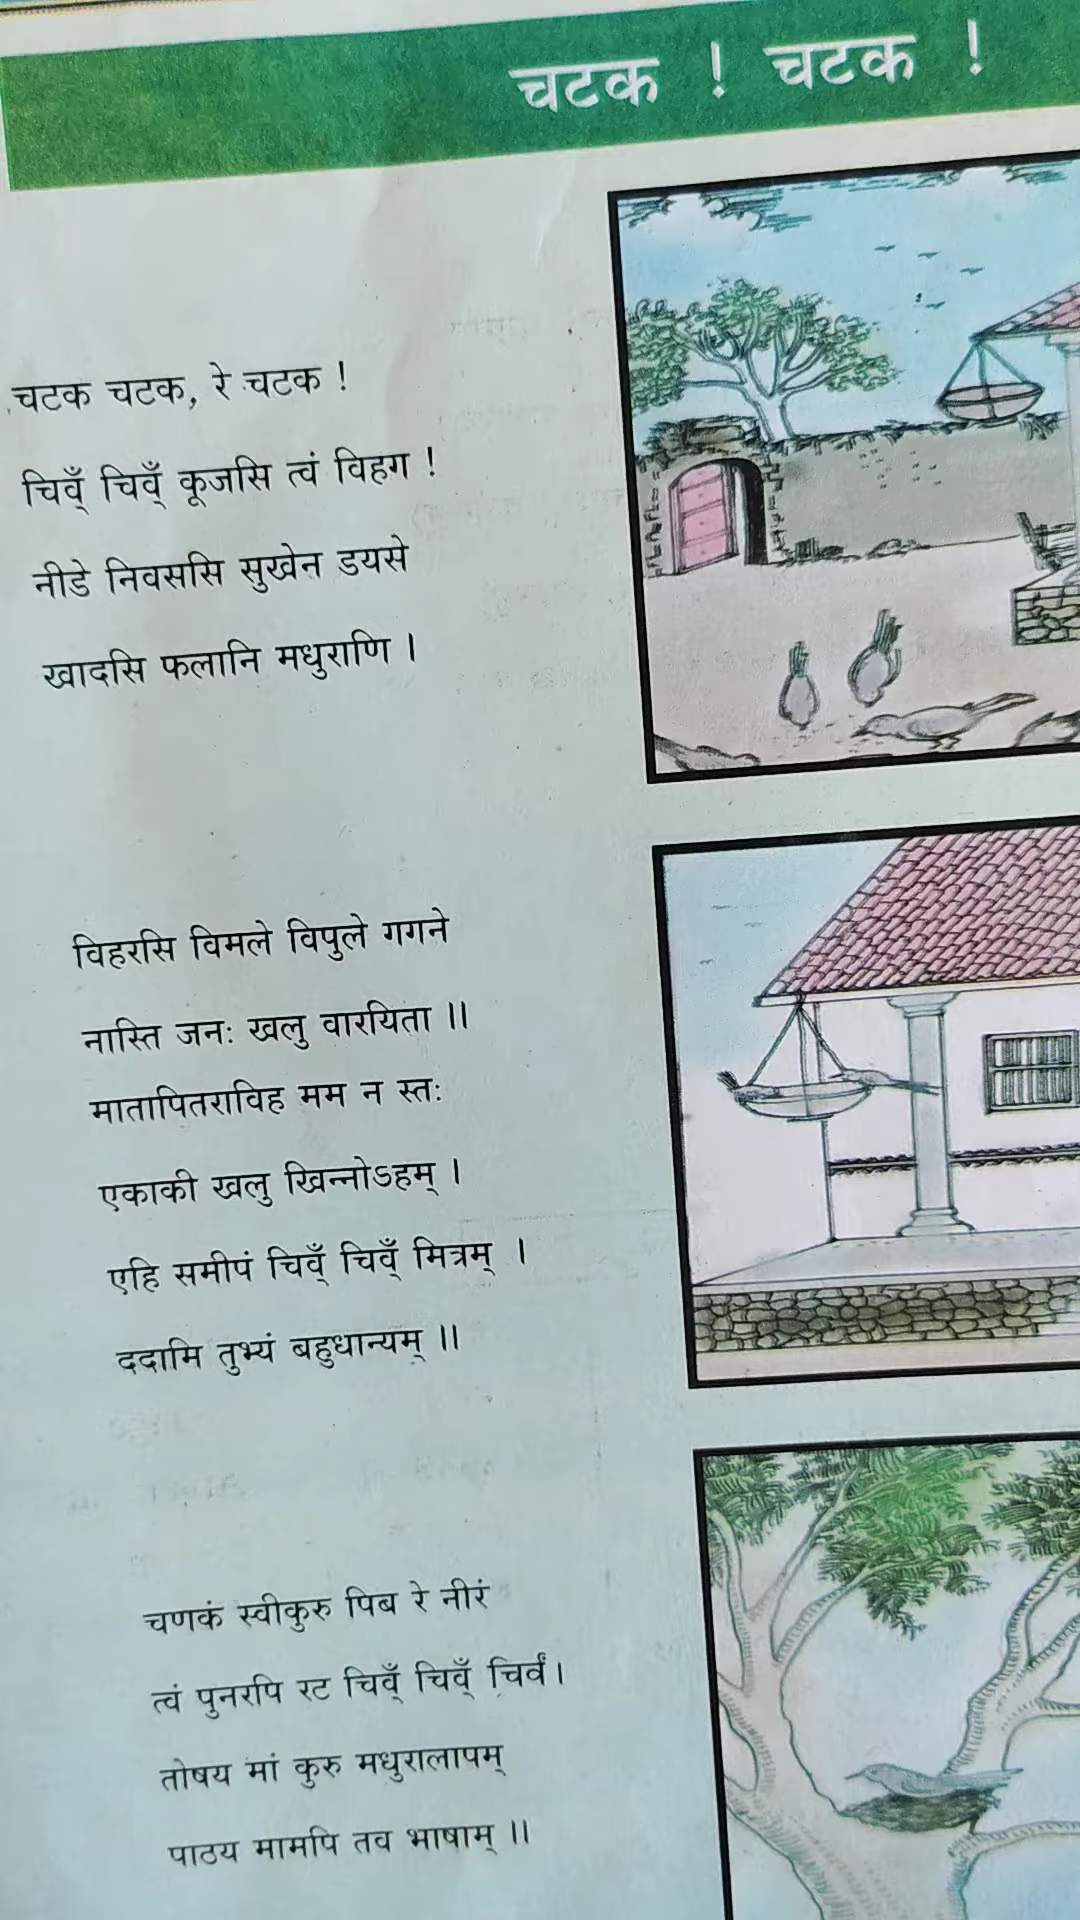 चटक ! चटक !
चटक चटक, रे चटक !
चिव्ँ चिव्ँ कूजसि त्वं विहग !
नीडे निवससि सुखेन डयसे
खादसि फलानि मधुराणि ।
विहरसि विमले विपुले गगने
नास्ति जनः खलु वारयिता ॥
मातापितराविह मम न स्तः
एकाकी खलु खिन्नोऽहम् ।
एहि समीपं चिव्ँ चिव्ँ मित्रम् ।
ददामि तुभ्यं बहुधान्यम् ॥
चणकं स्वीकुरु पिब रे नीरं
त्वं पुनरपि रट चिव्ँ चिव्ँ चिर्वं।
तोषय मां कुरु मधुरालापम्
पाठय मामपि तव भाषाम् ॥